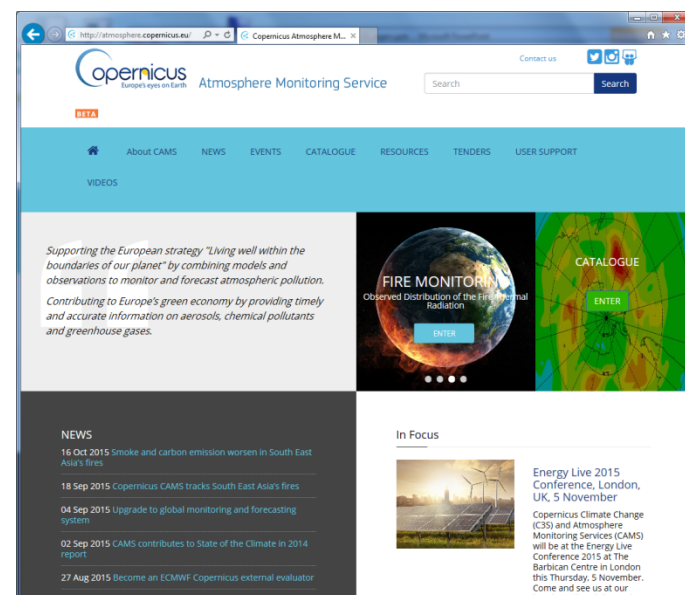 http://atmosphere.copernicus.eu/
Copernicus Atmosphere M...
Contact us
opernicus
Europe's eyes on Earth
Atmosphere Monitoring Service
Search
Search
BETA
About CAMS NEWS EVENTS CATALOGUE RESOURCES TENDERS USER SUPPORT
VIDEOS
Supporting the European strategy "Living well within the
boundaries of our planet" by combining models and
observations to monitor and forecast atmospheric pollution.
Contributing to Europe's green economy by providing timely
and accurate information on aerosols, chemical pollutants
and greenhouse gases.
FIRE MONITORING
Observed Distribution of the Fire Thermal
Radiation
ENTER
CATALOGUE
ENTER
NEWS
16 Oct 2015 Smoke and carbon emission worsen in South East
Asia's fires
18 Sep 2015 Copernicus CAMS tracks South East Asia's fires
04 Sep 2015 Upgrade to global monitoring and forecasting
system
02 Sep 2015 CAMS contributes to State of the Climate in 2014
report
27 Aug 2015 Become an ECMWF Copernicus external evaluator
In Focus
Energy Live 2015
Conference, London,
UK, 5 November
Copernicus Climate Change
(C3S) and Atmosphere
Monitoring Services (CAMS)
will be at the Energy Live
Conference 2015 at The
Barbican Centre in London
this Thursday, 5 November.
Come and see us at our